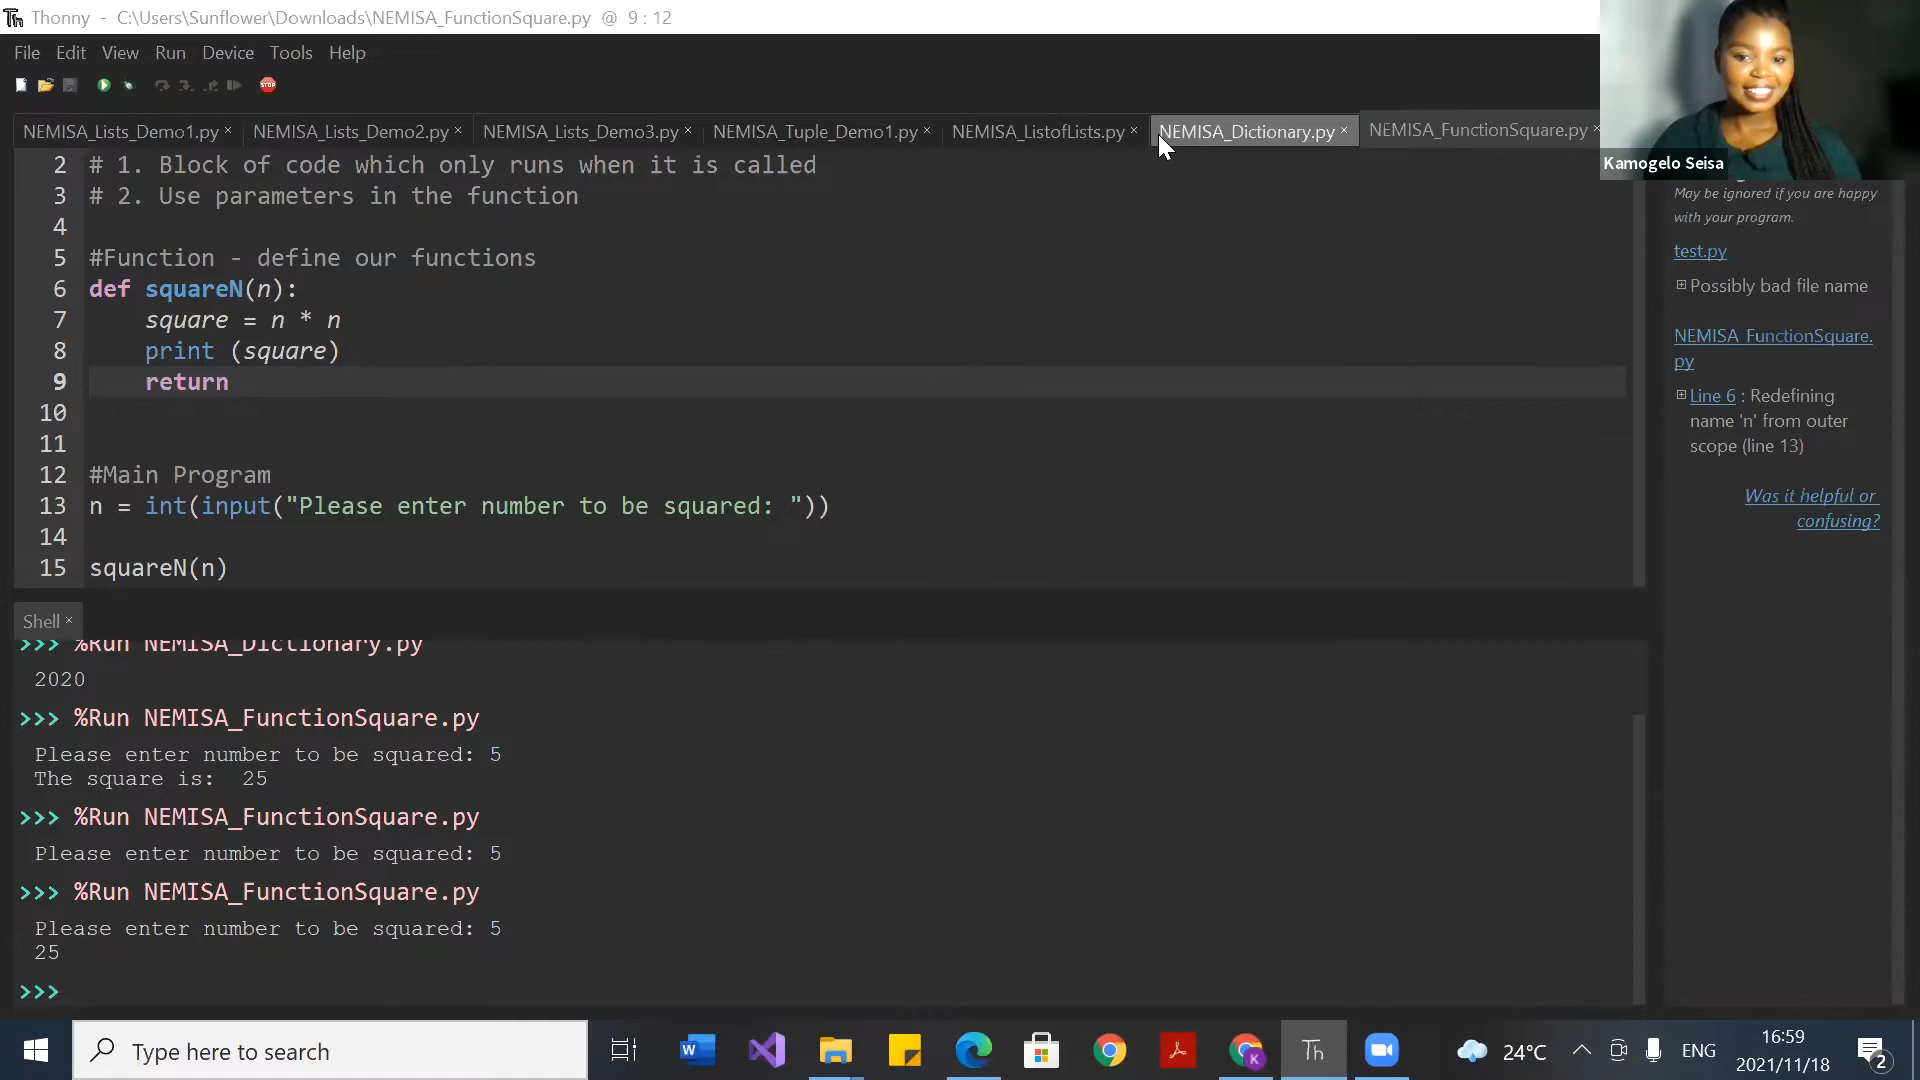 Thonny - C:\Users\Sunflower\Downloads\NEMISA_FunctionSquare.py @ 9 : 12
File Edit View Run Device Tools Help
STOP
NEMISA_Lists_Demo1.py × NEMISA_Lists_Demo2.py × NEMISA_Lists_Demo3.py × NEMISA_Tuple_Demo1.py × NEMISA_ListofLists.py × NEMISA_Dictionary.py × NEMISA_FunctionSquare.py ×
Kamogelo Seisa
2 # 1. Block of code which only runs when it is called
3 # 2. Use parameters in the function
4
5 #Function - define our functions
6 def squareN(n):
7 square = n * n
8 print (square)
9 return
10
11
12 #Main Program
13 n = int(input("Please enter number to be squared: "))
14
15 squareN(n)
May be ignored if you are happy
with your program.
test.py
Possibly bad file name
NEMISA_FunctionSquare.
py
Line 6 : Redefining
name 'n' from outer
scope (line 13)
Was it helpful or
confusing?
Shell ×
>>> %Run NEMISA_Dictionary.py
2020
>>> %Run NEMISA_FunctionSquare.py
Please enter number to be squared: 5
The square is: 25
>>> %Run NEMISA_FunctionSquare.py
Please enter number to be squared: 5
>>> %Run NEMISA_FunctionSquare.py
Please enter number to be squared: 5
25
>>>
Type here to search
W
K
Th
24°C
ENG
16:59
2021/11/18
2